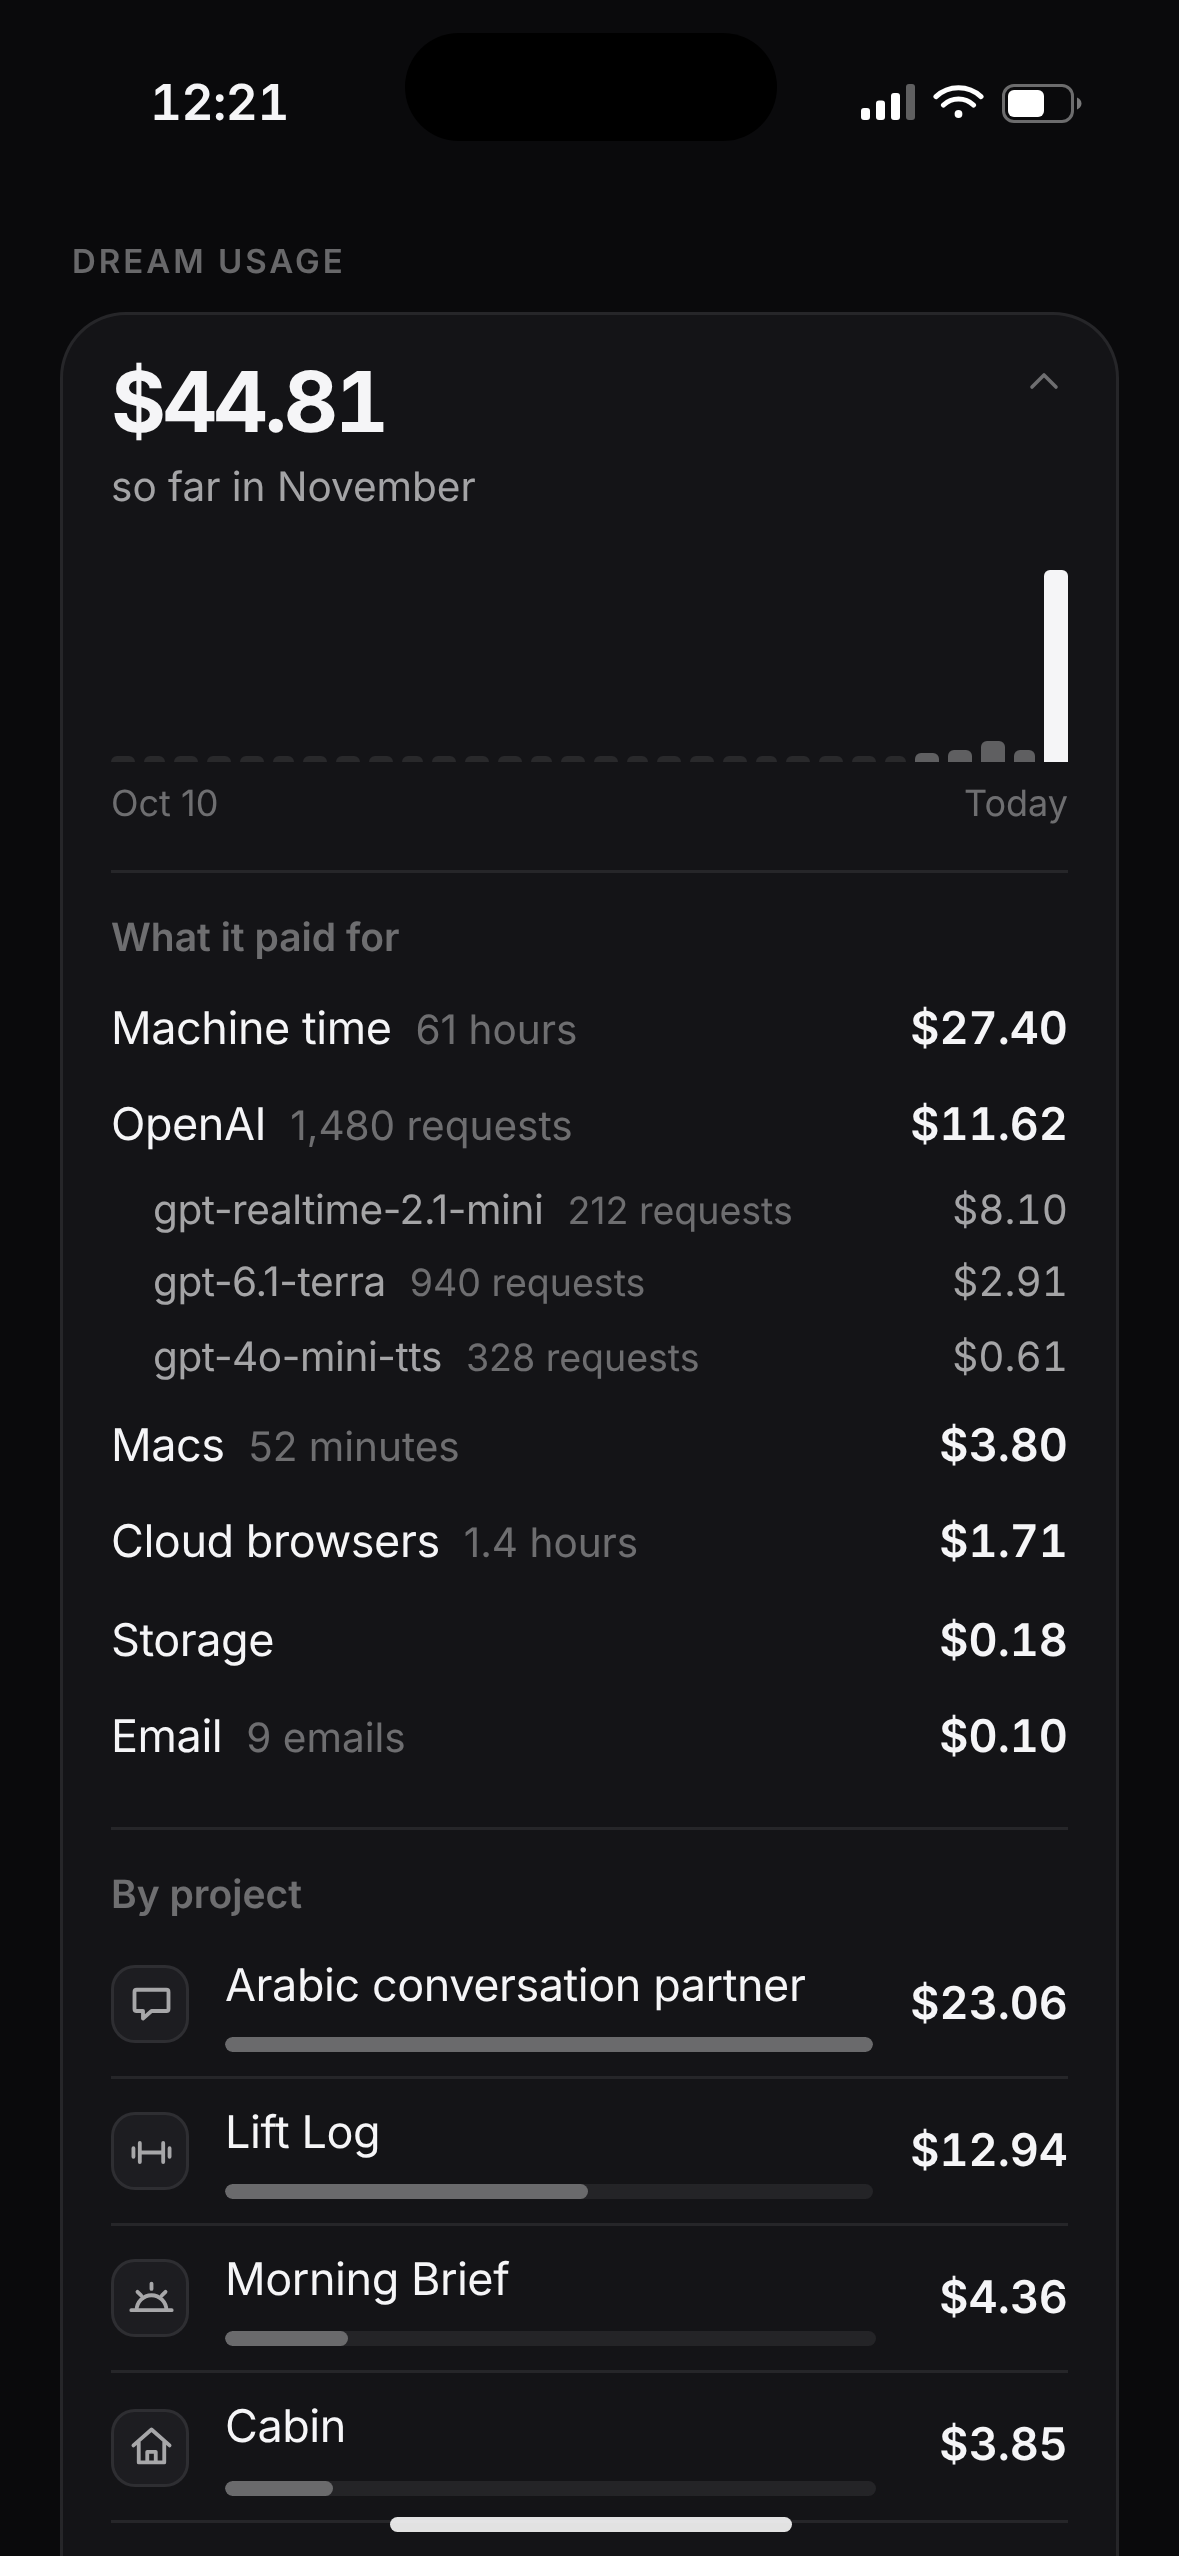 12:21
DREAM USAGE
$44.81
so far in November
Oct 10 Today
What it paid for
Machine time 61 hours $27.40
OpenAI 1,480 requests $11.62
gpt-realtime-2.1-mini 212 requests $8.10
gpt-6.1-terra 940 requests $2.91
gpt-4o-mini-tts 328 requests $0.61
Macs 52 minutes $3.80
Cloud browsers 1.4 hours $1.71
Storage $0.18
Email 9 emails $0.10
By project
Arabic conversation partner $23.06
Lift Log $12.94
Morning Brief $4.36
Cabin $3.85